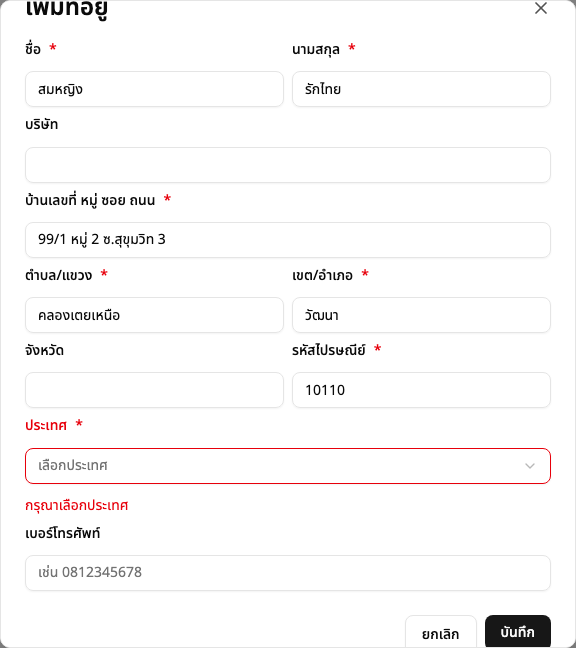 เพิ่มที่อยู่
ชื่อ * นามสกุล *
สมหญิง รักไทย
บริษัท
บ้านเลขที่ หมู่ ซอย ถนน *
99/1 หมู่ 2 ซ.สุขุมวิท 3
ตำบล/แขวง * เขต/อำเภอ *
คลองเตยเหนือ วัฒนา
จังหวัด รหัสไปรษณีย์ *
10110
ประเทศ *
เลือกประเทศ
กรุณาเลือกประเทศ
เบอร์โทรศัพท์
เช่น 0812345678
ยกเลิก บันทึก